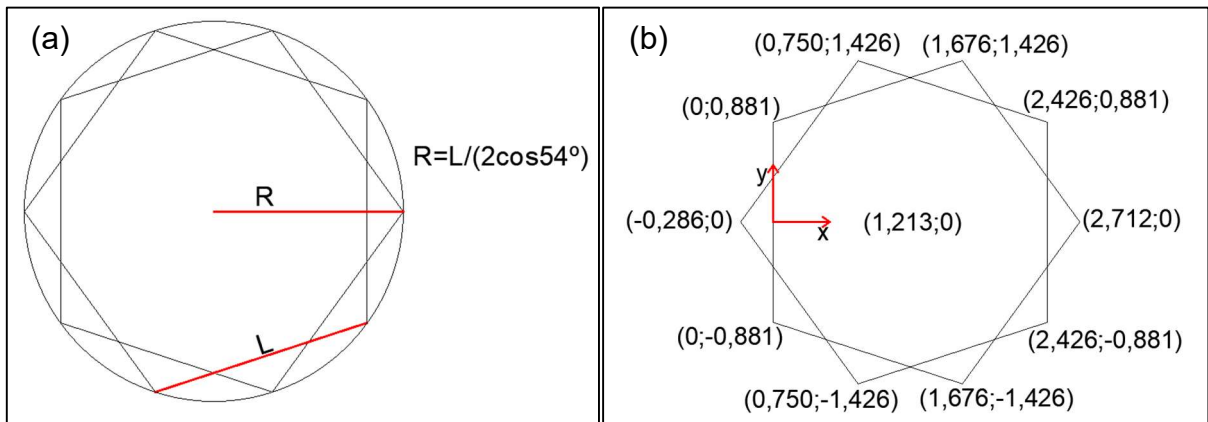 (a)
R=L/(2cos54º)
R
L
(b)
(0,750;1,426) (1,676;1,426)
(0;0,881) (2,426;0,881)
y
(-0,286;0) x (1,213;0) (2,712;0)
(0;-0,881) (2,426;-0,881)
(0,750;-1,426) (1,676;-1,426)